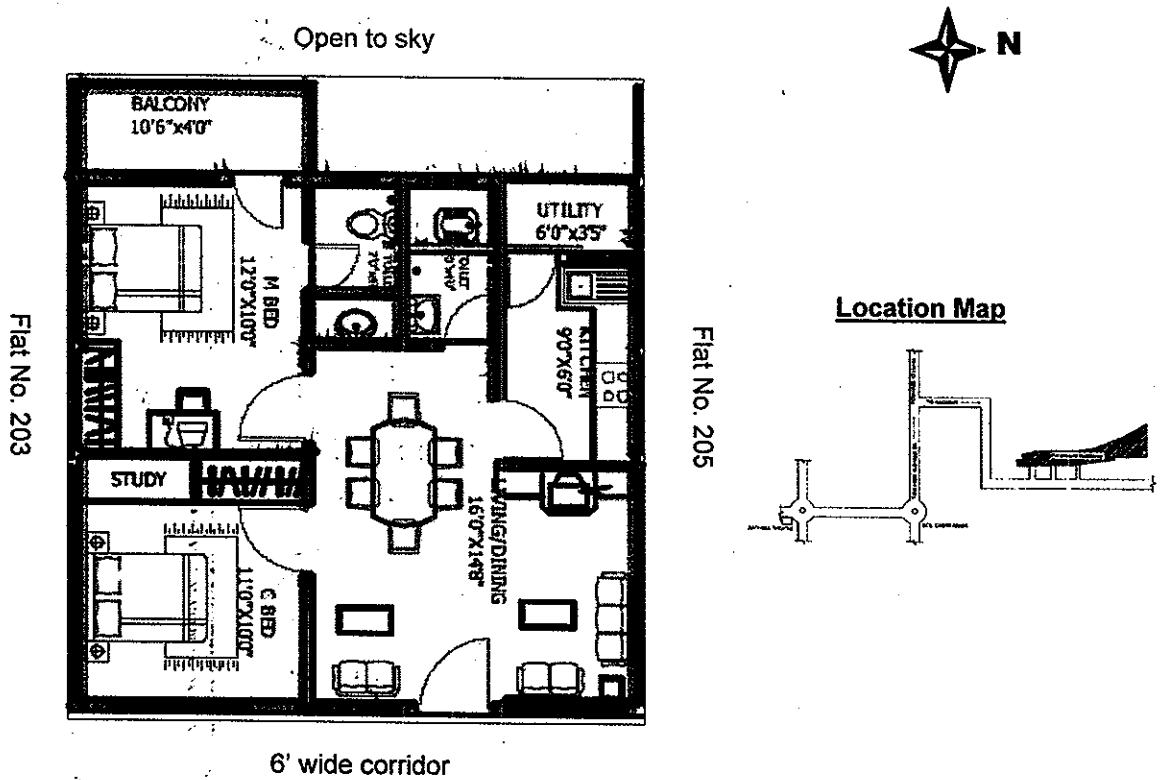 Open to sky
N
BALCONY
10'6"x4'0"
UTILITY
6'0"x3'5"
M BED
12'0"X10'0"
TOILET
KITCHEN
9'0"X6'0"
Location Map
Flat No. 203
Flat No. 205
STUDY
LIVING/DINING
16'0"X14'8"
C BED
11'0"X10'0"
6' wide corridor